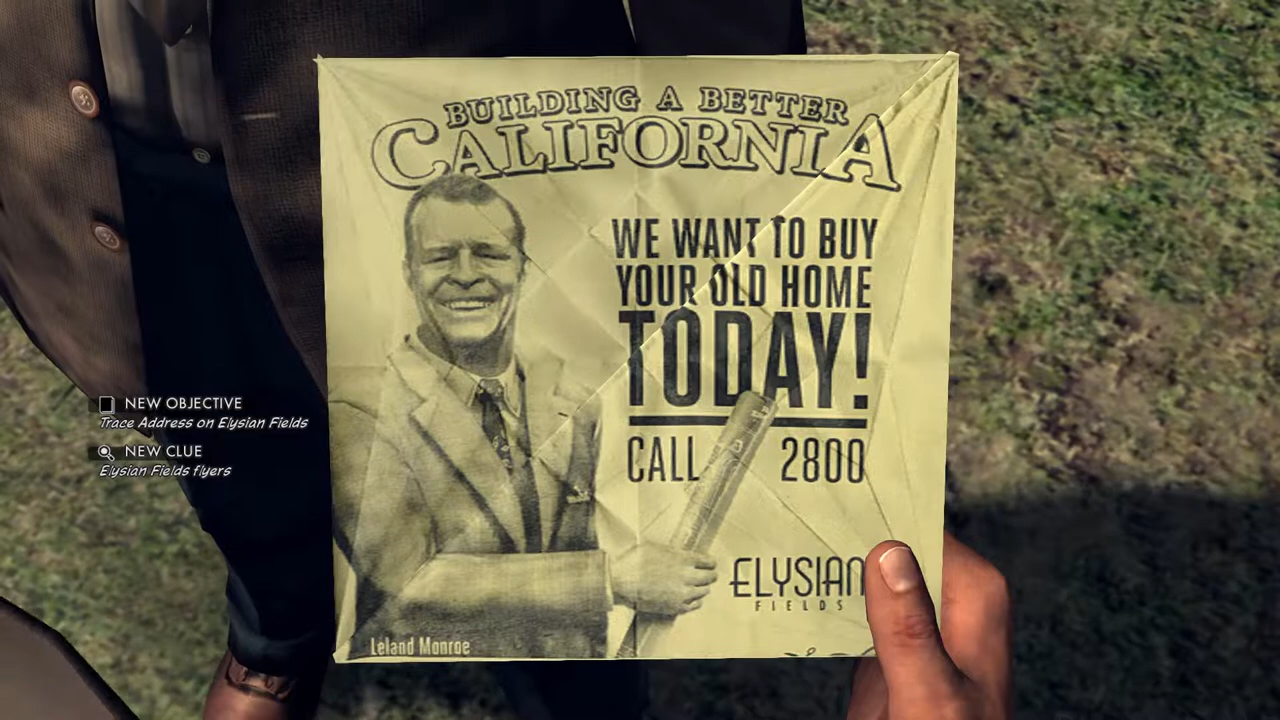 BUILDING A BETTER
CALIFORNIA
WE WANT TO BUY
YOUR OLD HOME
TODAY!
CALL 2800
ELYSIAN
FIELDS
Leland Monroe
NEW OBJECTIVE
Trace Address on Elysian Fields
NEW CLUE
Elysian Fields flyers